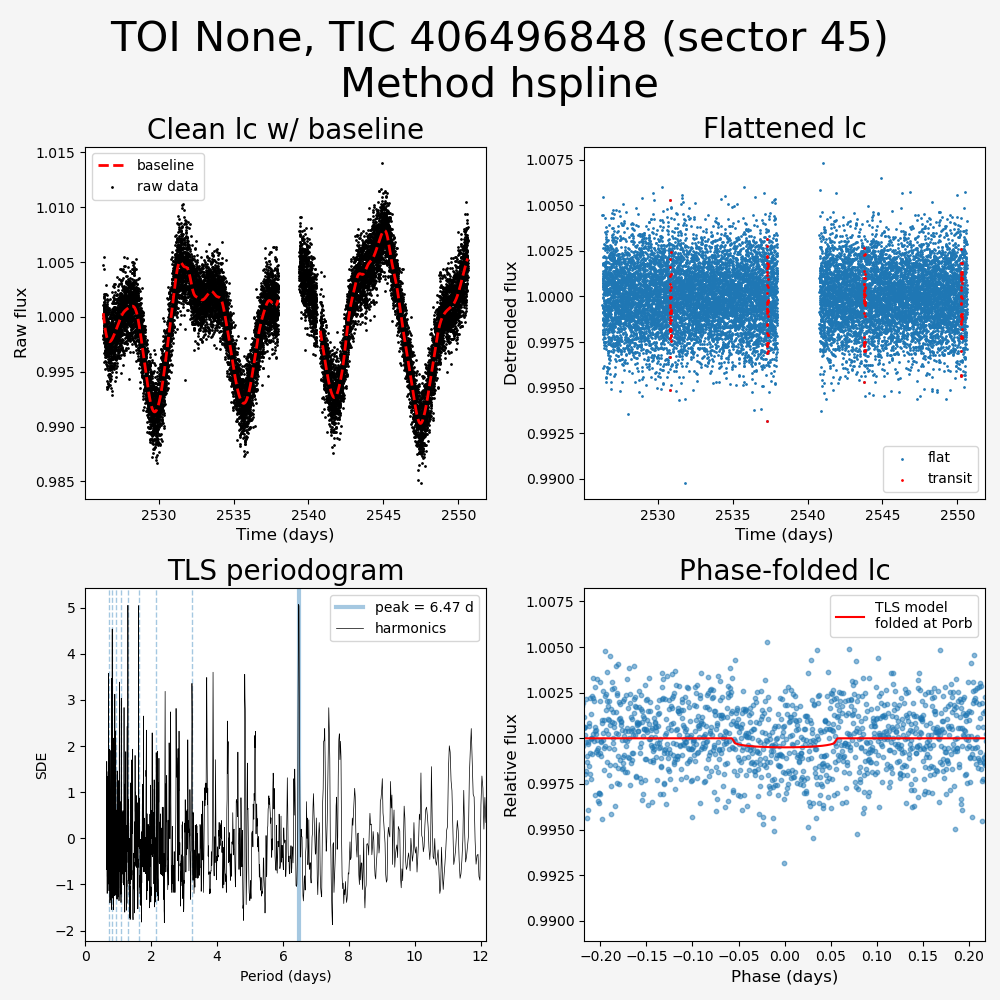 TOI None, TIC 406496848 (sector 45)
Method hspline
Clean lc w/ baseline
baseline
raw data
1.015
1.010
1.005
1.000
0.995
0.990
0.985
Raw flux
2530
2535
2540
2545
2550
Time (days)
Flattened lc
1.0075
1.0050
1.0025
1.0000
0.9975
0.9950
0.9925
0.9900
Detrended flux
flat
transit
2530
2535
2540
2545
2550
Time (days)
TLS periodogram
peak = 6.47 d
harmonics
5
4
3
2
1
0
−1
−2
SDE
0
2
4
6
8
10
12
Period (days)
Phase-folded lc
TLS model
folded at Porb
1.0075
1.0050
1.0025
1.0000
0.9975
0.9950
0.9925
0.9900
Relative flux
−0.20
−0.15
−0.10
−0.05
0.00
0.05
0.10
0.15
0.20
Phase (days)